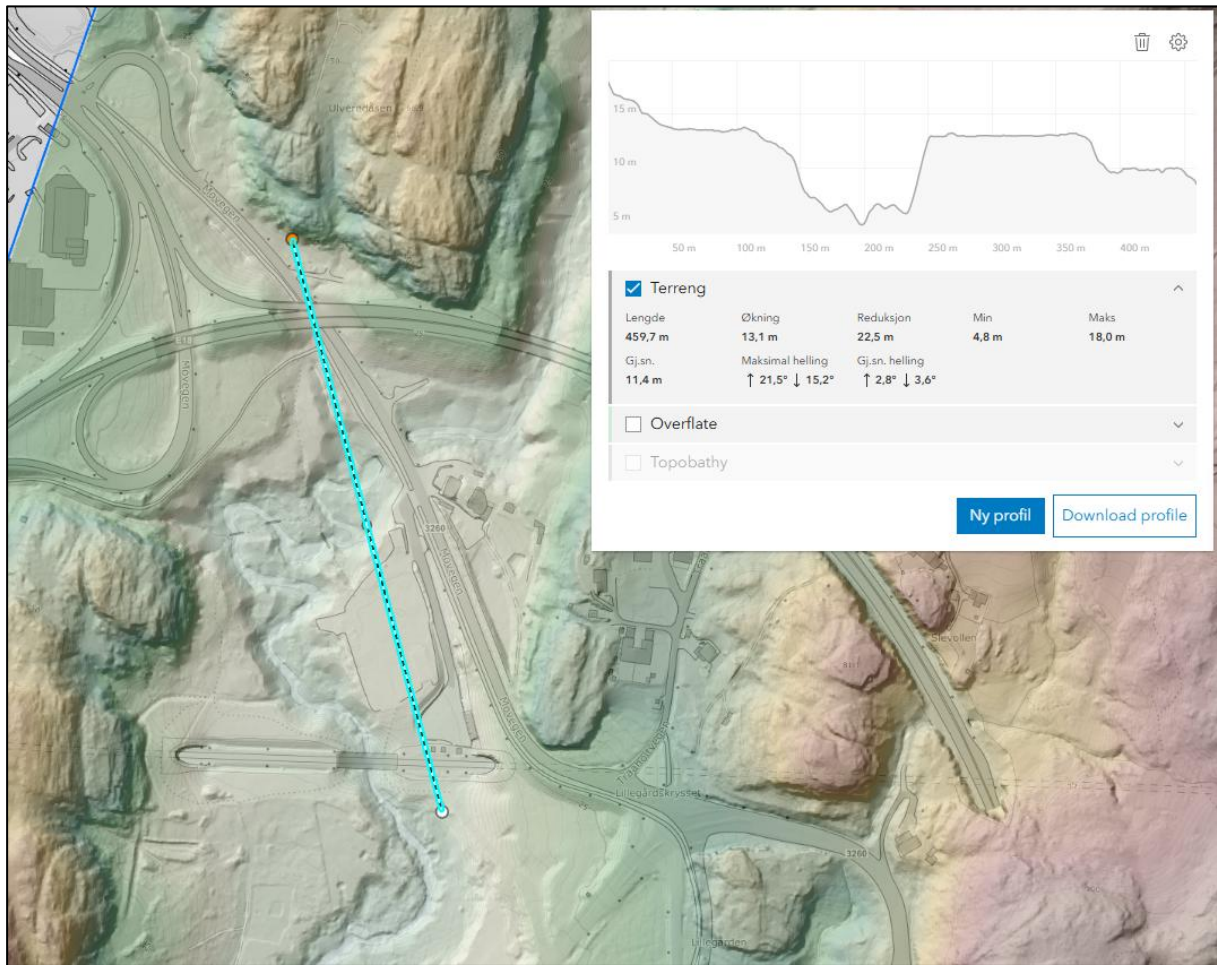 Ulveredåsen
Movegen
Movegen
3260
Movegen
Movegen
Lillegårdskrysset
3260
Lillegården
Slevollen
15 m
10 m
5 m
50 m 100 m 150 m 200 m 250 m 300 m 350 m 400 m
Terreng
Lengde Økning Reduksjon Min Maks
459,7 m 13,1 m 22,5 m 4,8 m 18,0 m
Gj.sn. Maksimal helling Gj.sn. helling
11,4 m ↑ 21,5° ↓ 15,2° ↑ 2,8° ↓ 3,6°
Overflate
Topobathy
Ny profil Download profile